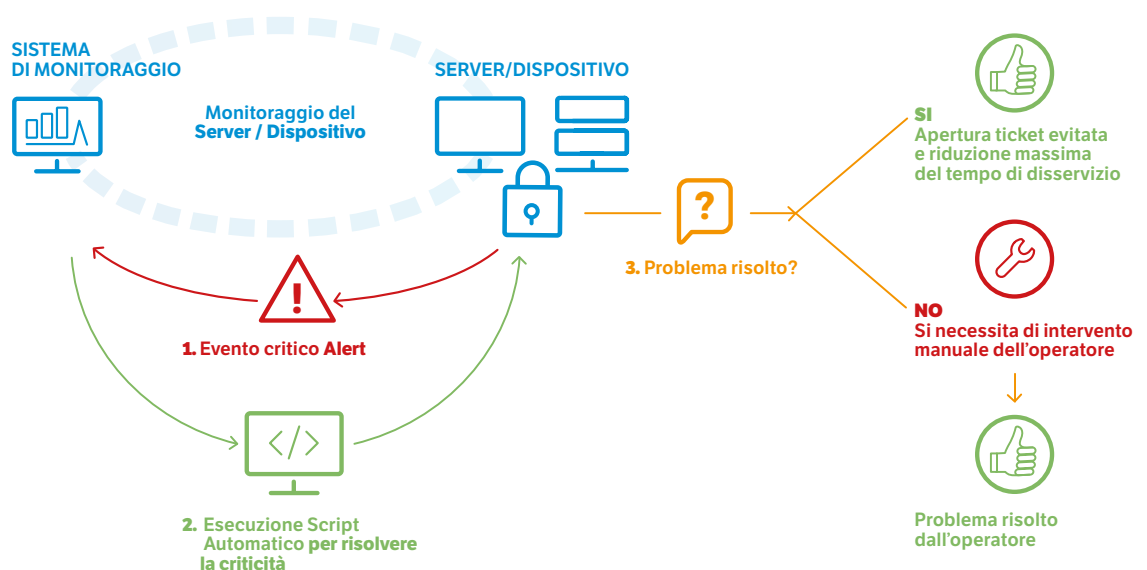 SISTEMA
DI MONITORAGGIO
Monitoraggio del
Server / Dispositivo
SERVER/DISPOSITIVO
1. Evento critico Alert
</>
2. Esecuzione Script
Automatico per risolvere
la criticità
?
3. Problema risolto?
SI
Apertura ticket evitata
e riduzione massima
del tempo di disservizio
NO
Si necessita di intervento
manuale dell'operatore
Problema risolto
dall'operatore